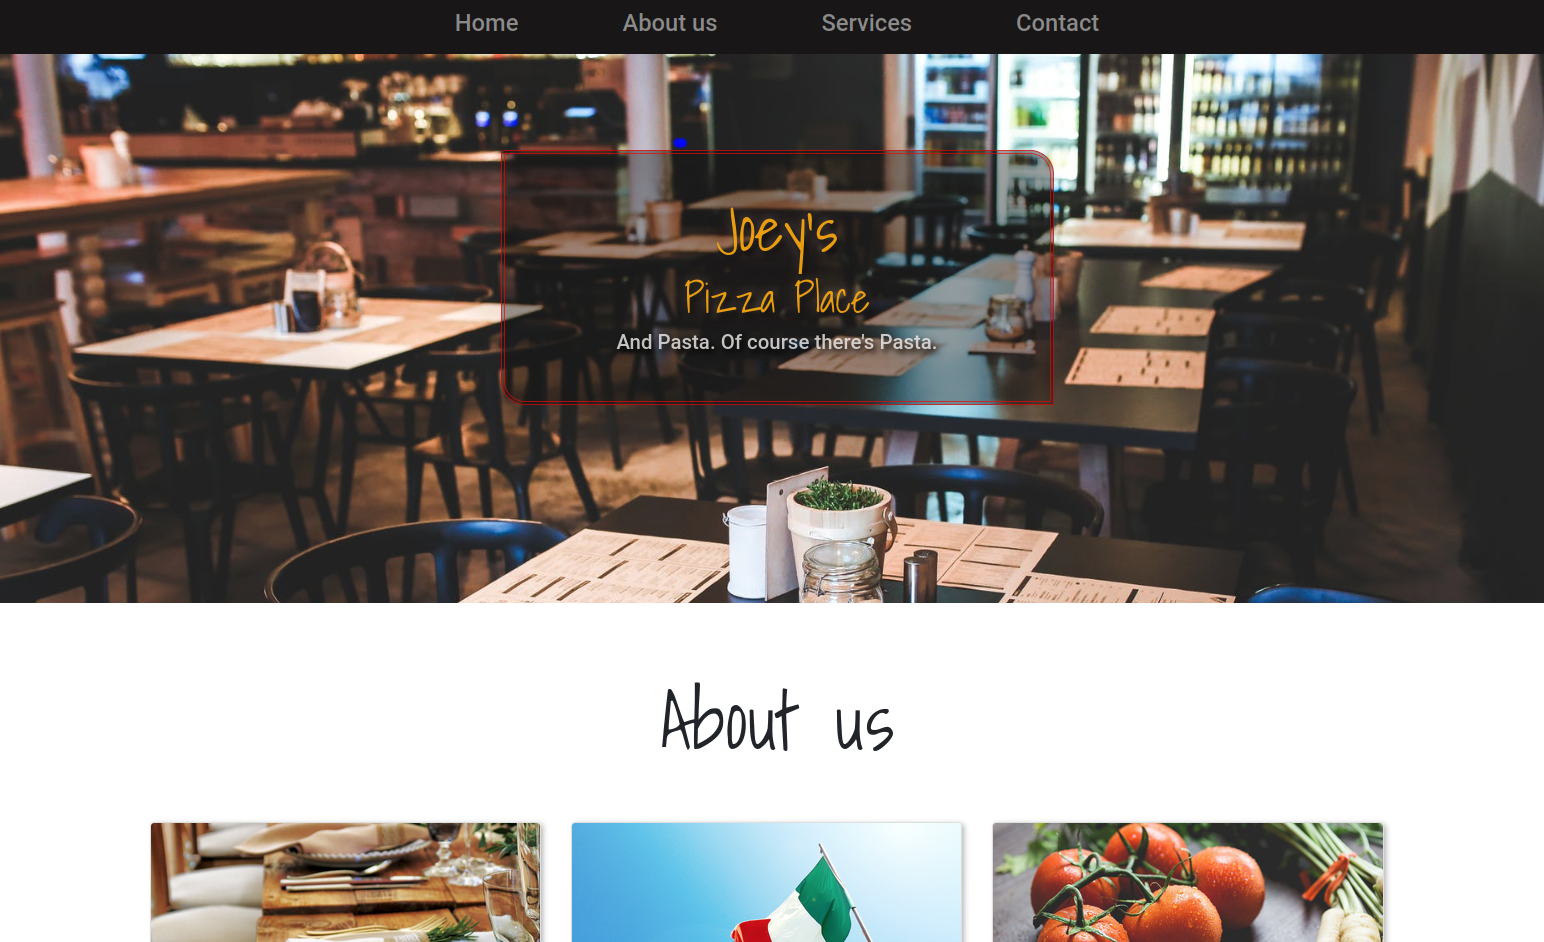 Home About us Services Contact
Joey's
Pizza Place
And Pasta. Of course there's Pasta.
About us